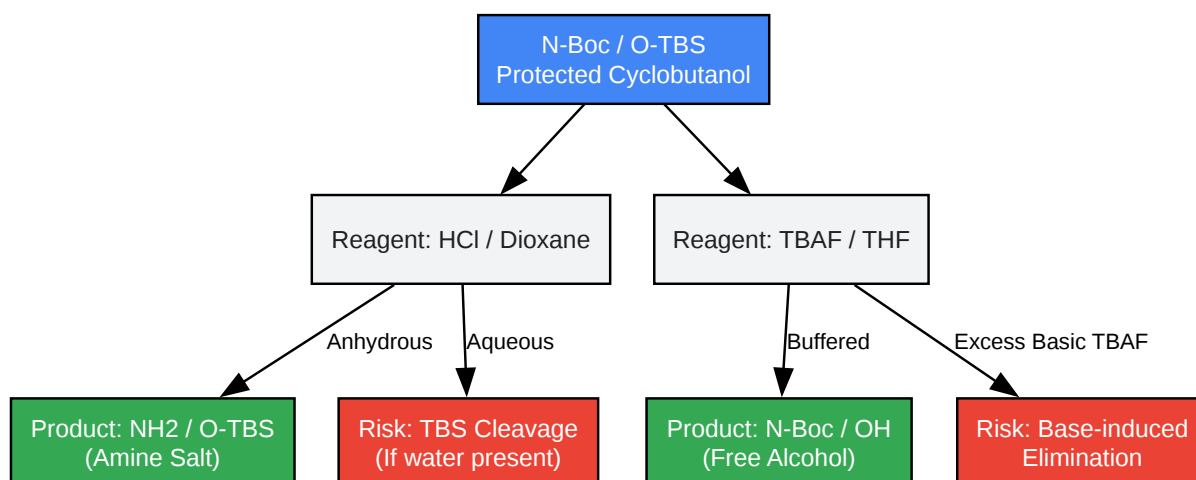 N-Boc / O-TBS
Protected Cyclobutanol
Reagent: HCl / Dioxane
Reagent: TBAF / THF
Anhydrous
Aqueous
Buffered
Excess Basic TBAF
Product: NH2 / O-TBS
(Amine Salt)
Risk: TBS Cleavage
(If water present)
Product: N-Boc / OH
(Free Alcohol)
Risk: Base-induced
Elimination